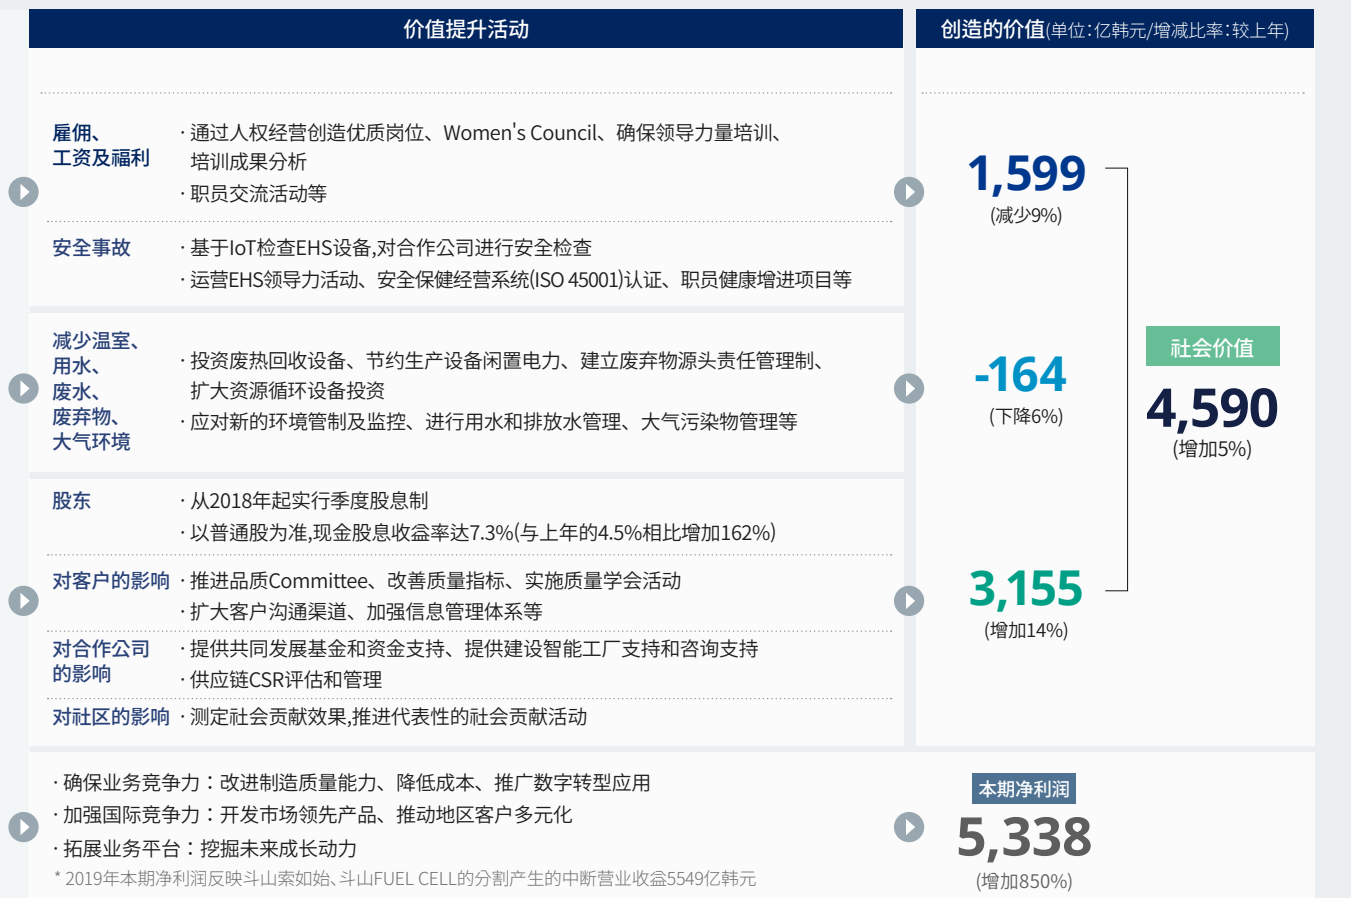 价值提升活动
创造的价值(单位：亿韩元/增减比率：较上年)
雇佣、
工资及福利
· 通过人权经营创造优质岗位、Women's Council、确保领导力量培训、
培训成果分析
· 职员交流活动等
1,599
(减少9%)
安全事故
· 基于IoT检查EHS设备,对合作公司进行安全检查
· 运营EHS领导力活动、安全保健经营系统(ISO 45001)认证、职员健康增进项目等
减少温室、
用水、
废水、
废弃物、
大气环境
· 投资废热回收设备、节约生产设备闲置电力、建立废弃物源头责任管理制、
扩大资源循环设备投资
· 应对新的环境管制及监控、进行用水和排放水管理、大气污染物管理等
-164
(下降6%)
社会价值
4,590
(增加5%)
股东
· 从2018年起实行季度股息制
· 以普通股为准,现金股息收益率达7.3%(与上年的4.5%相比增加162%)
对客户的影响
· 推进品质Committee、改善质量指标、实施质量学会活动
· 扩大客户沟通渠道、加强信息管理体系等
3,155
(增加14%)
对合作公司
的影响
· 提供共同发展基金和资金支持、提供建设智能工厂支持和咨询支持
· 供应链CSR评估和管理
对社区的影响
· 测定社会贡献效果,推进代表性的社会贡献活动
· 确保业务竞争力：改进制造质量能力、降低成本、推广数字转型应用
· 加强国际竞争力：开发市场领先产品、推动地区客户多元化
· 拓展业务平台：挖掘未来成长动力
* 2019年本期净利润反映斗山索如始、斗山FUEL CELL的分割产生的中断营业收益5549亿韩元
本期净利润
5,338
(增加850%)